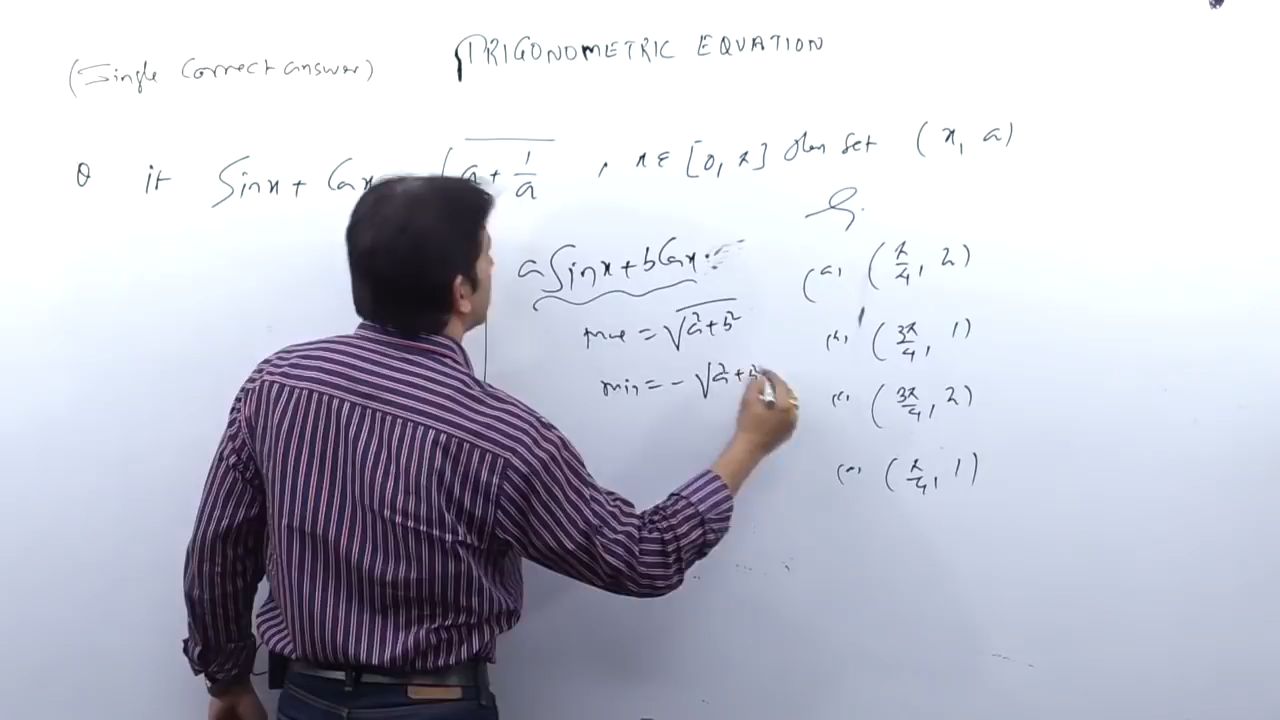 (Single Correct answer)
TRIGONOMETRIC EQUATION
Q if Sinx + Cosx √a + 1/a , x ∈ [0, π] then set (x, a)
a Sinx + b Cosx
max = √a²+b²
min = - √a²+b²
(a) (π/4, 2)
(b) (3π/4, 1)
(c) (3π/4, 2)
(d) (π/4, 1)